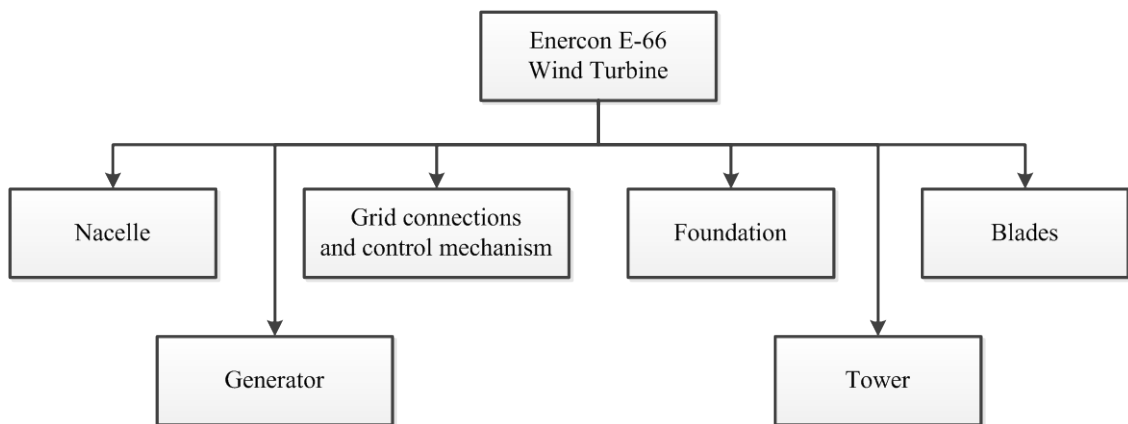 Enercon E-66
Wind Turbine
Nacelle
Grid connections
and control mechanism
Foundation
Blades
Generator
Tower